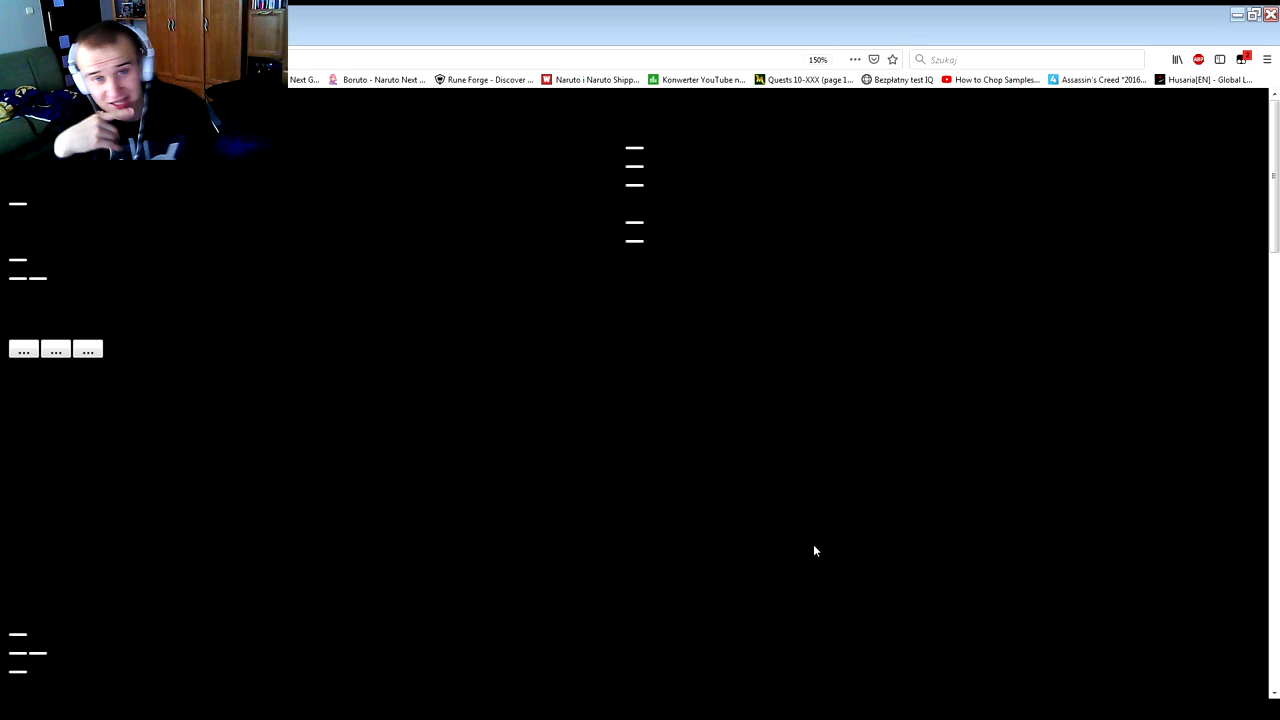 150%
Szukaj
2
Next G...
Boruto - Naruto Next ...
Rune Forge - Discover ...
Naruto i Naruto Shipp...
Konwerter YouTube n...
Quests 10-XXX (page 1...
Bezpłatny test IQ
How to Chop Samples...
Assassin's Creed "2016...
Husaria[EN] - Global L...
... ... ...